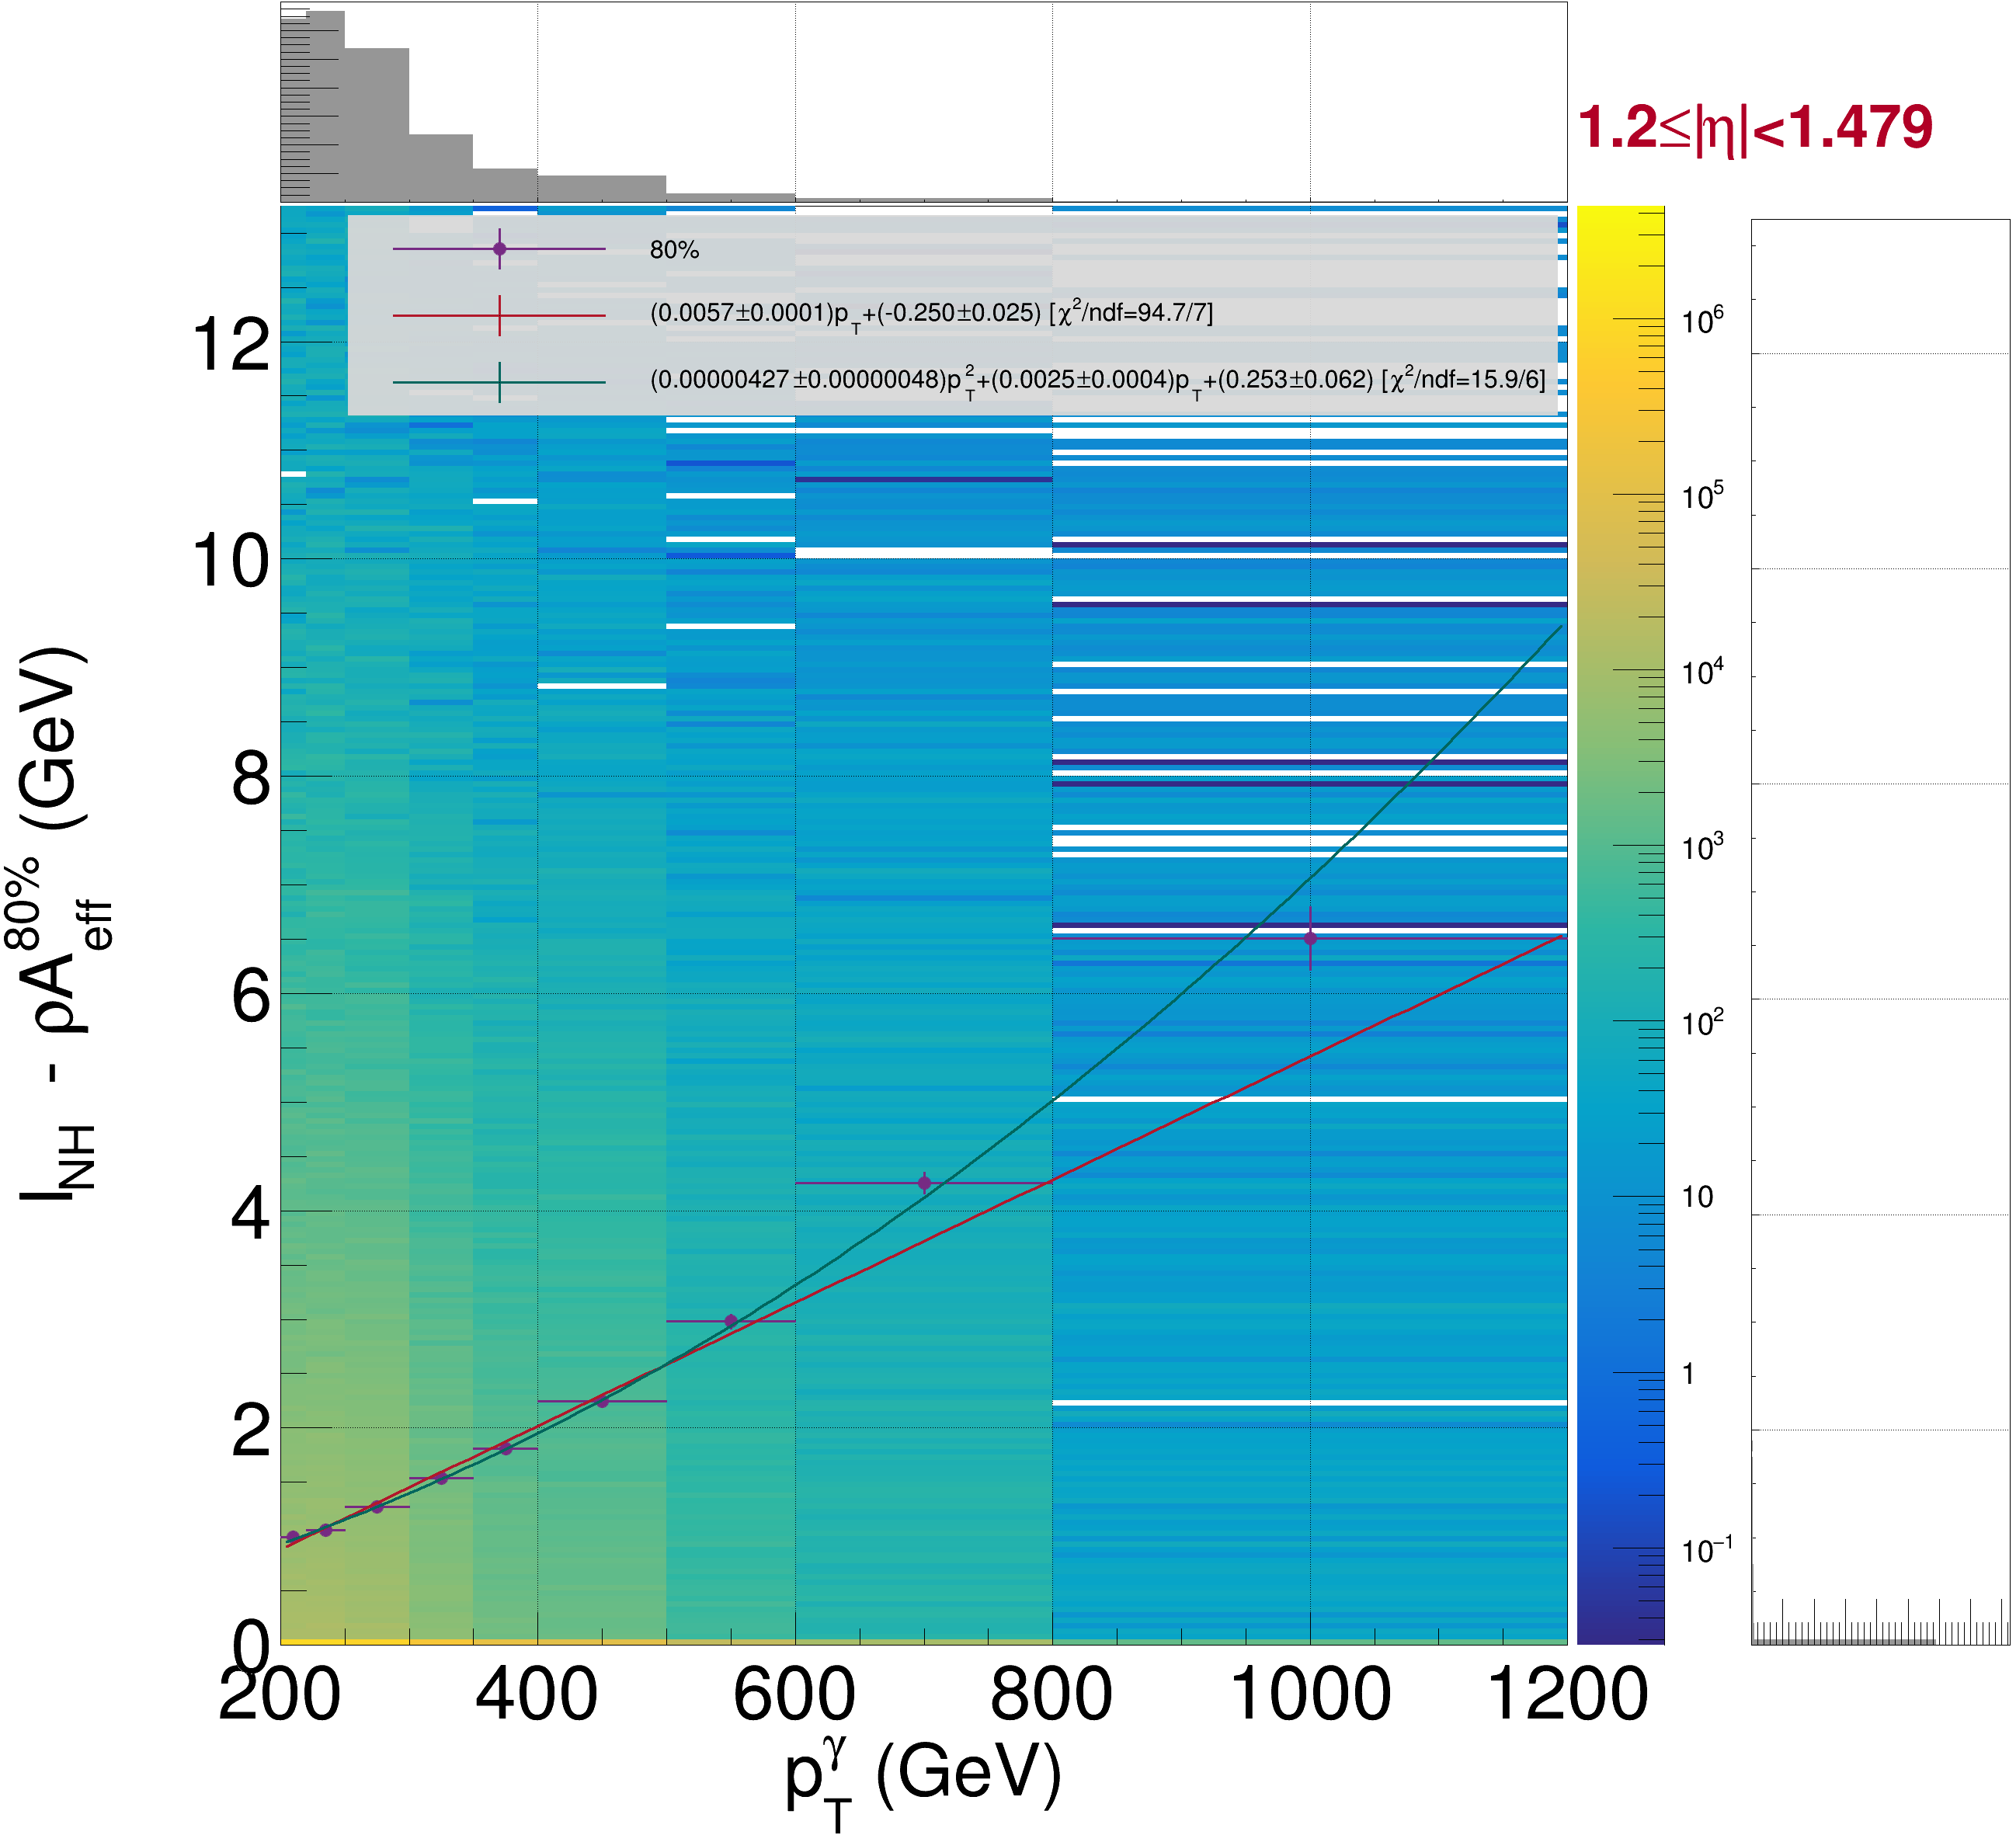 1.2≤|η|<1.479
80%
(0.0057±0.0001)p_T+(-0.250±0.025) [χ²/ndf=94.7/7]
(0.00000427±0.00000048)p_T²+(0.0025±0.0004)p_T+(0.253±0.062) [χ²/ndf=15.9/6]
I_NH - ρA_eff^80% (GeV)
12
10
8
6
4
2
0
200 400 600 800 1000 1200
p_T^γ (GeV)
10⁶
10⁵
10⁴
10³
10²
10
1
10⁻¹